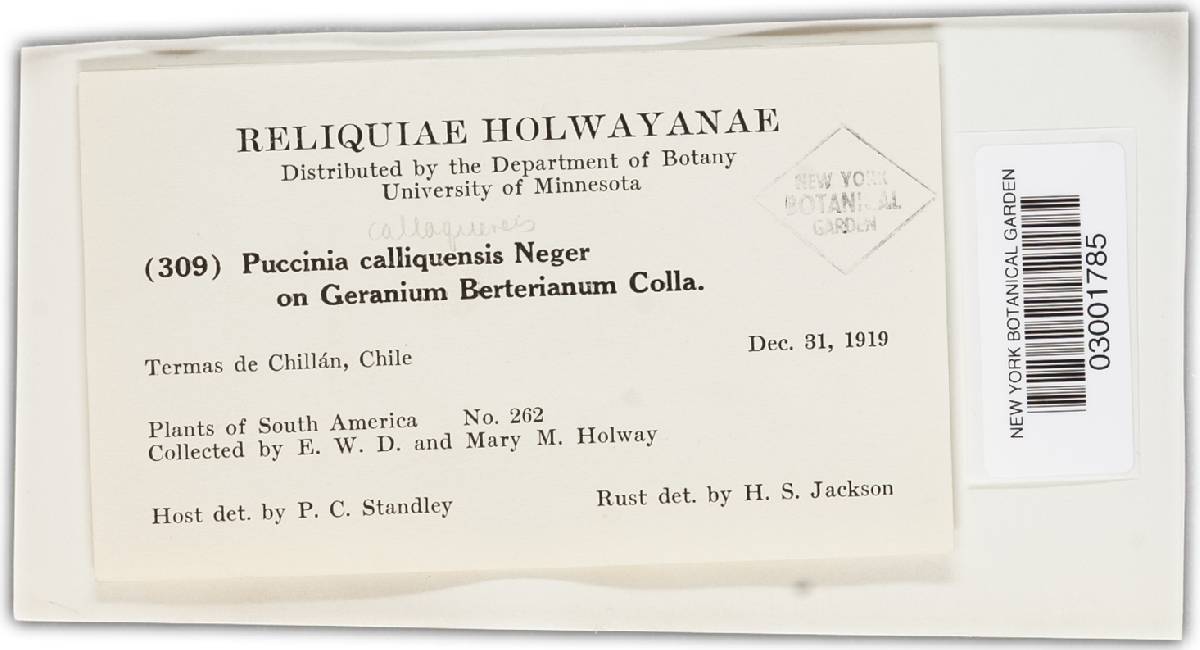 RELIQUIAE HOLWAYANAE
Distributed by the Department of Botany
University of Minnesota
callaquensis
(309) Puccinia calliquensis Neger
on Geranium Berterianum Colla.
Termas de Chillán, Chile
Dec. 31, 1919
Plants of South America No. 262
Collected by E. W. D. and Mary M. Holway
Host det. by P. C. Standley
Rust det. by H. S. Jackson
NEW YORK
BOTANICAL
GARDEN
NEW YORK BOTANICAL GARDEN
03001785